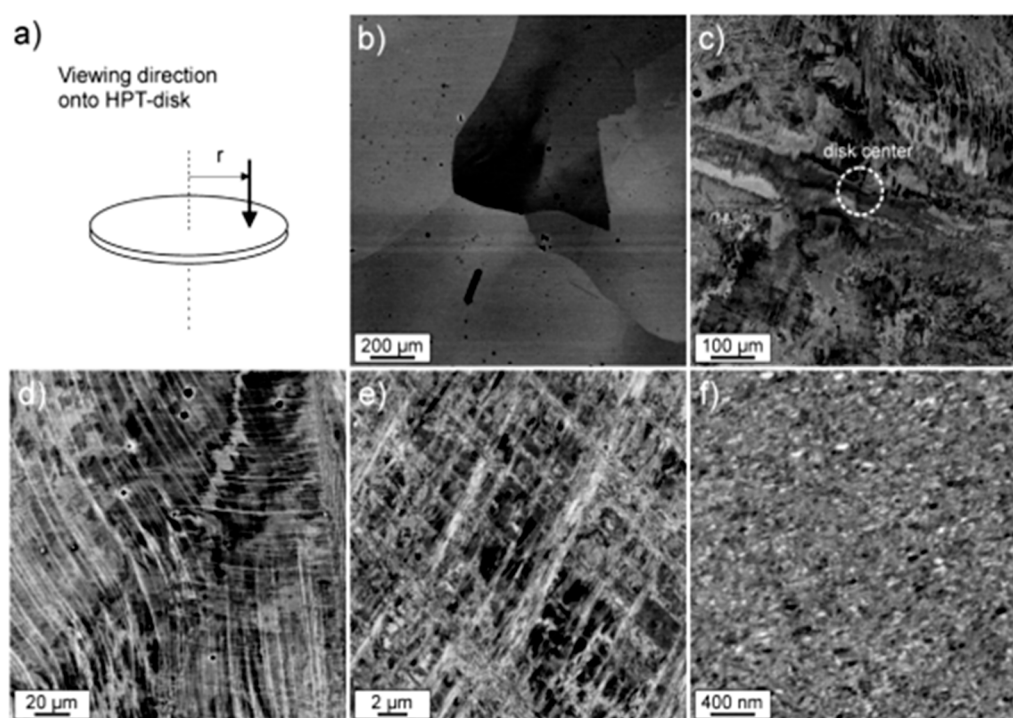 a)
Viewing direction
onto HPT-disk
r
b)
200 µm
c)
disk center
100 µm
d)
20 µm
e)
2 µm
f)
400 nm